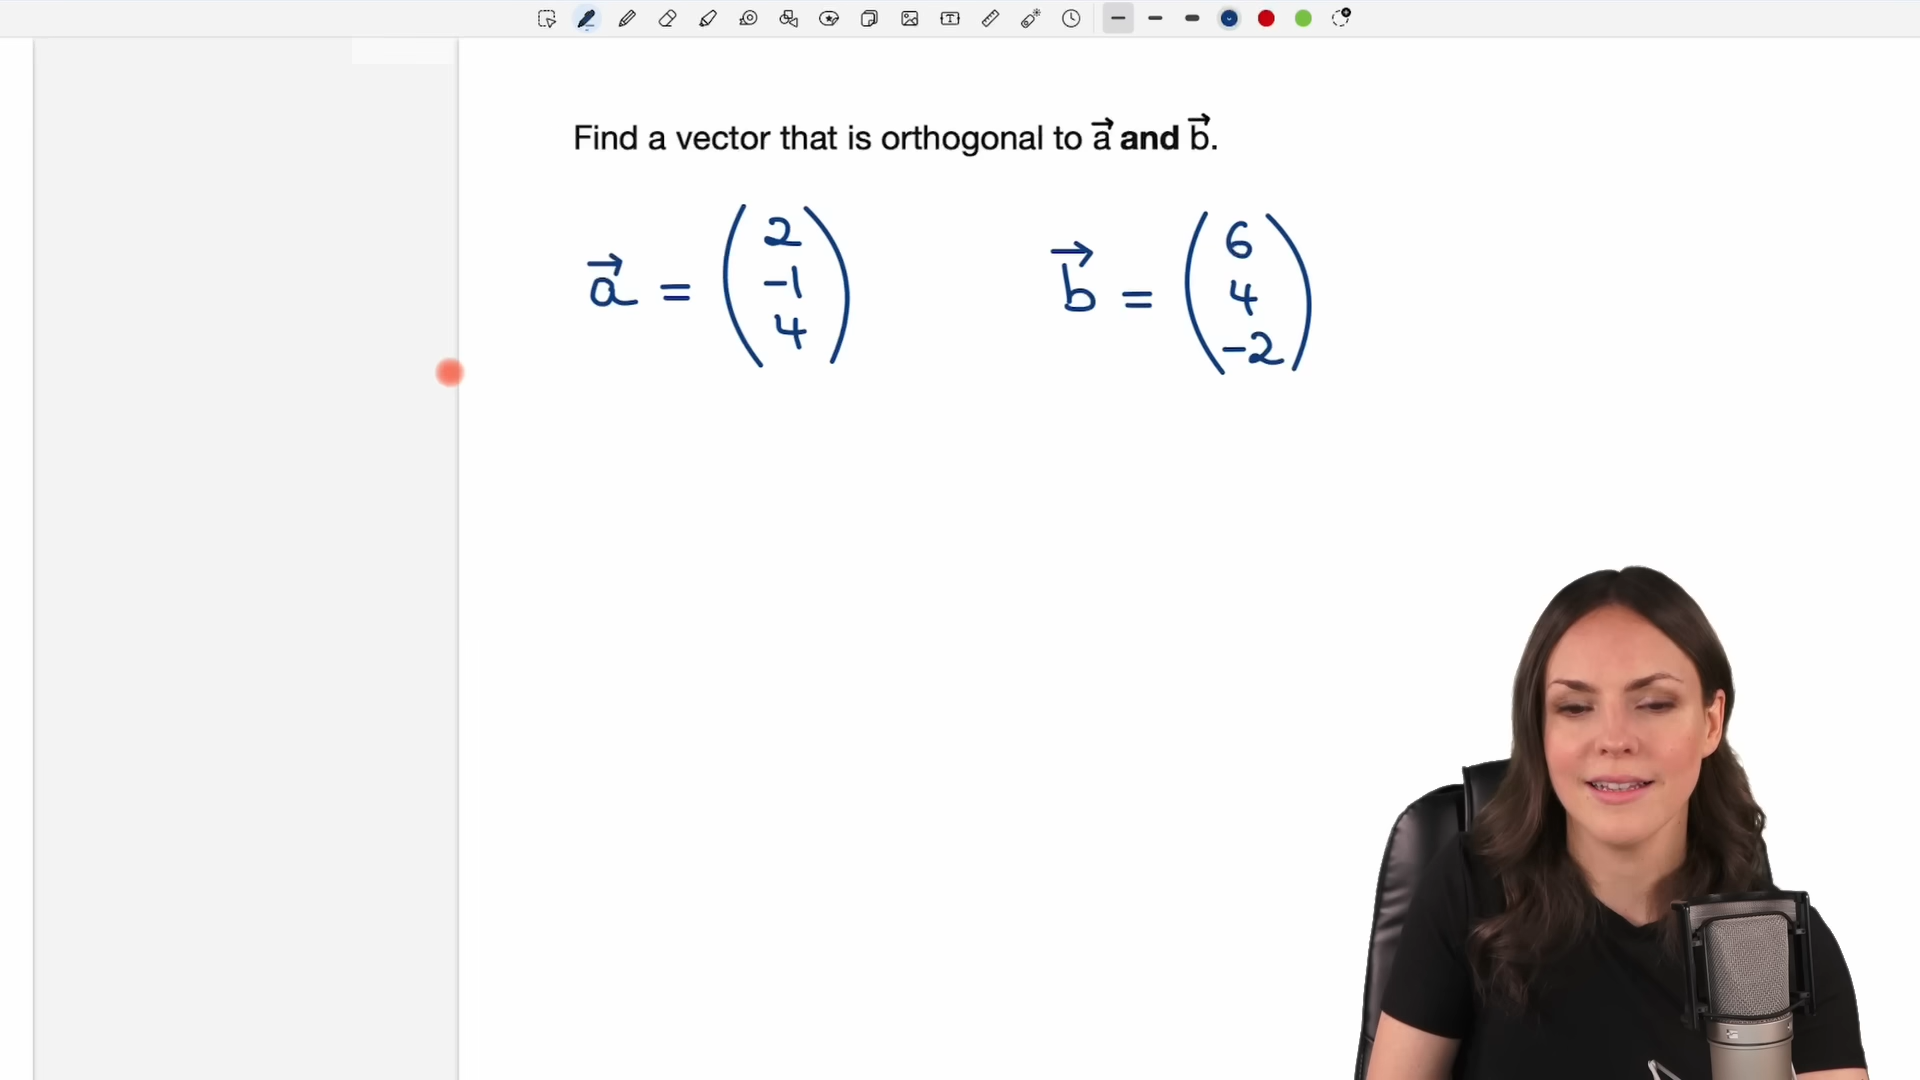 Find a vector that is orthogonal to a⃗ and b⃗.
a⃗ = (2 -1 4)
b⃗ = (6 4 -2)